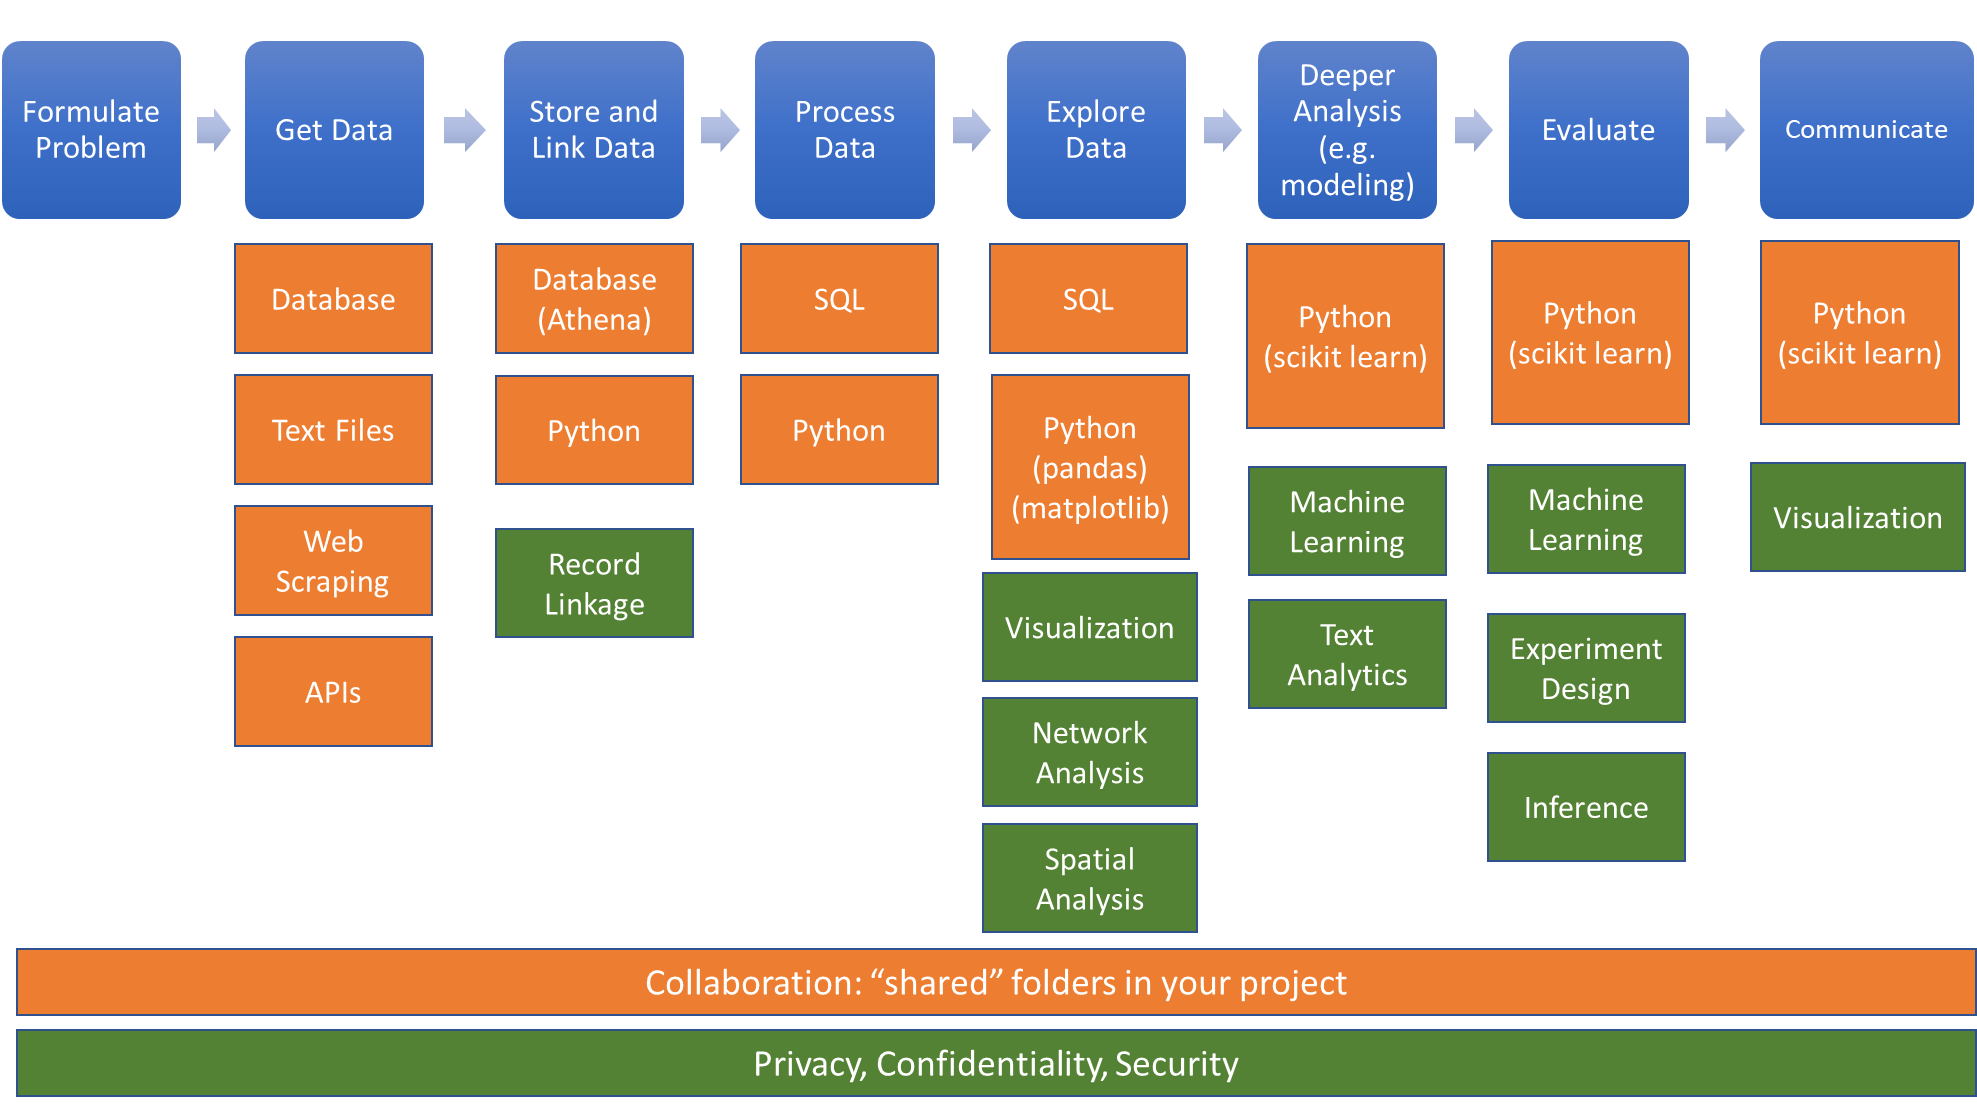 Formulate
Problem
Get Data
Store and
Link Data
Process
Data
Explore
Data
Deeper
Analysis
(e.g.
modeling)
Evaluate
Communicate
Database
Text Files
Web
Scraping
APIs
Database
(Athena)
Python
Record
Linkage
SQL
Python
SQL
Python
(pandas)
(matplotlib)
Visualization
Network
Analysis
Spatial
Analysis
Python
(scikit learn)
Machine
Learning
Text
Analytics
Python
(scikit learn)
Machine
Learning
Experiment
Design
Inference
Python
(scikit learn)
Visualization
Collaboration: “shared” folders in your project
Privacy, Confidentiality, Security